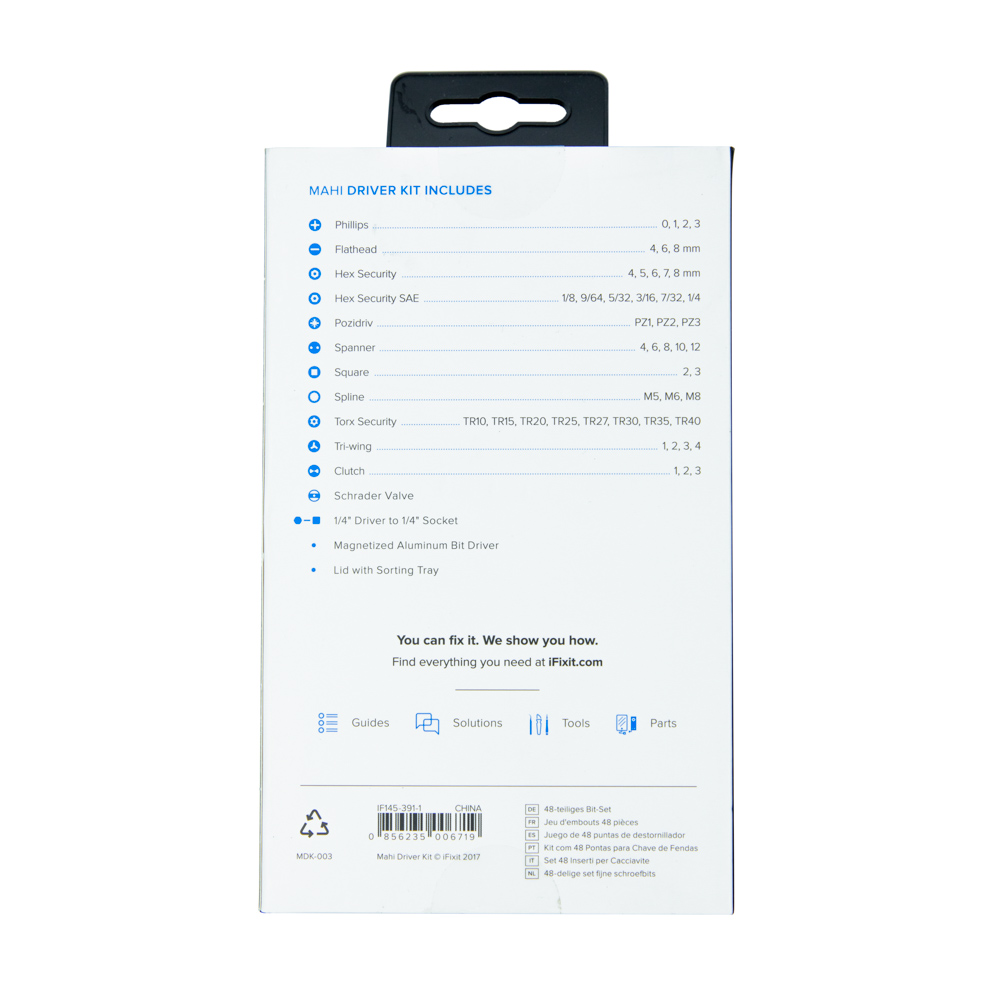 MAHI DRIVER KIT INCLUDES
Phillips 0, 1, 2, 3
Flathead 4, 6, 8 mm
Hex Security 4, 5, 6, 7, 8 mm
Hex Security SAE 1/8, 9/64, 5/32, 3/16, 7/32, 1/4
Pozidriv PZ1, PZ2, PZ3
Spanner 4, 6, 8, 10, 12
Square 2, 3
Spline M5, M6, M8
Torx Security TR10, TR15, TR20, TR25, TR27, TR30, TR35, TR40
Tri-wing 1, 2, 3, 4
Clutch 1, 2, 3
Schrader Valve
1/4" Driver to 1/4" Socket
• Magnetized Aluminum Bit Driver
• Lid with Sorting Tray
You can fix it. We show you how.
Find everything you need at iFixit.com
Guides Solutions Tools Parts
MDK-003
IF145-391-1 CHINA
0 856235 006719
Mahi Driver Kit © iFixit 2017
DE 48-teiliges Bit-Set
FR Jeu d'embouts 48 pièces
ES Juego de 48 puntas de destornillador
PT Kit com 48 Pontas para Chave de Fendas
IT Set 48 Inserti per Cacciavite
NL 48-delige set fijne schroefbits